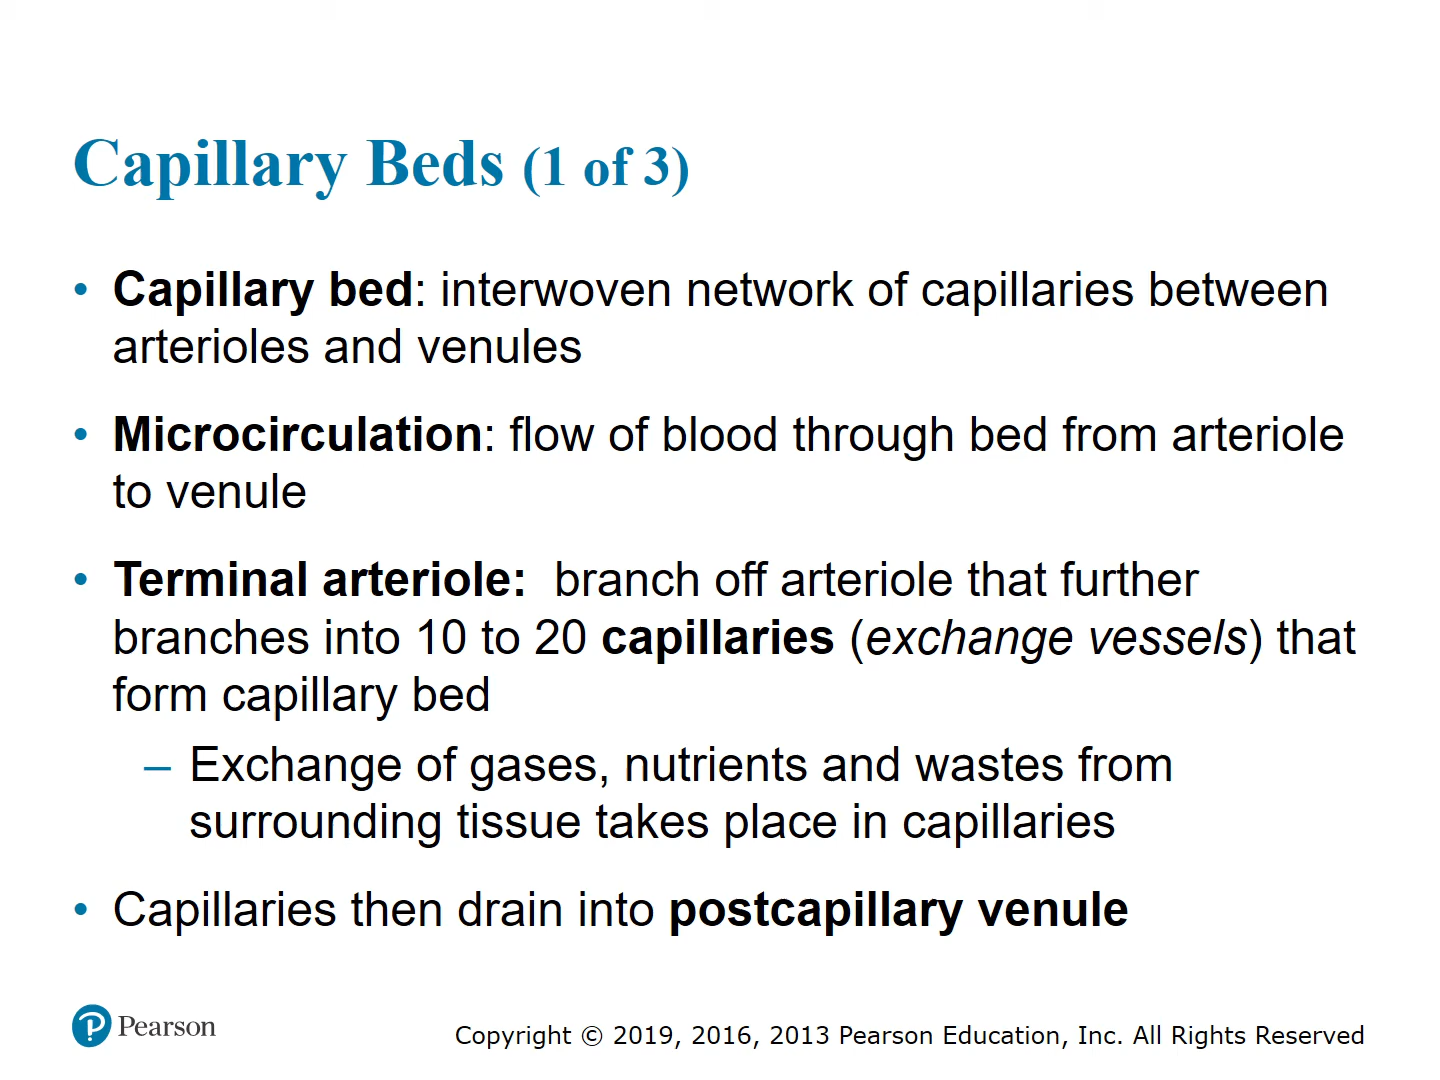 Capillary Beds (1 of 3)
• Capillary bed: interwoven network of capillaries between
arterioles and venules
• Microcirculation: flow of blood through bed from arteriole
to venule
• Terminal arteriole:  branch off arteriole that further
branches into 10 to 20 capillaries (exchange vessels) that
form capillary bed
– Exchange of gases, nutrients and wastes from
surrounding tissue takes place in capillaries
• Capillaries then drain into postcapillary venule
Pearson
Copyright © 2019, 2016, 2013 Pearson Education, Inc. All Rights Reserved